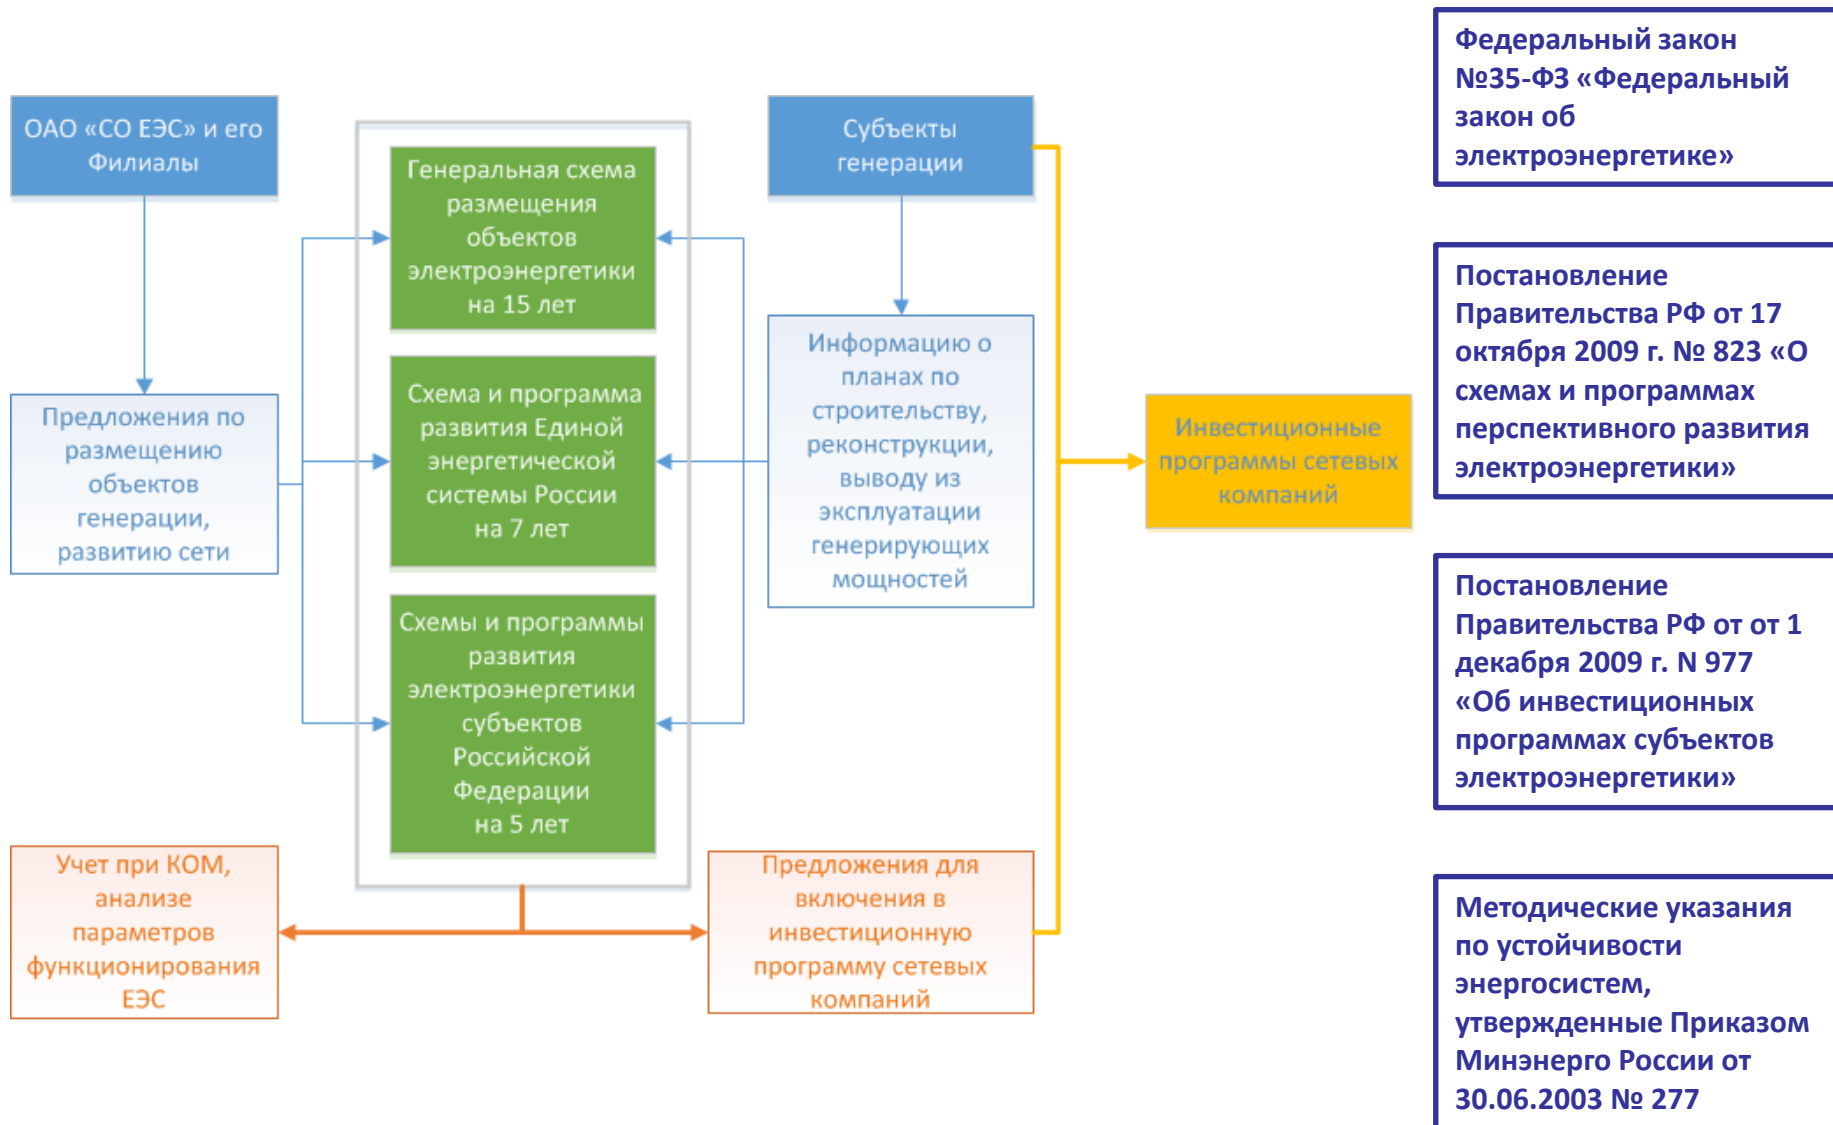 ОАО «СО ЕЭС» и его
Филиалы
Предложения по
размещению
объектов
генерации,
развитию сети
Генеральная схема
размещения
объектов
электроэнергетики
на 15 лет
Схема и программа
развития Единой
энергетической
системы России
на 7 лет
Схемы и программы
развития
электроэнергетики
субъектов
Российской
Федерации
на 5 лет
Субъекты
генерации
Информацию о
планах по
строительству,
реконструкции,
выводу из
эксплуатации
генерирующих
мощностей
Инвестиционные
программы сетевых
компаний
Учет при КОМ,
анализе
параметров
функционирования
ЕЭС
Предложения для
включения в
инвестиционную
программу сетевых
компаний
Федеральный закон
№35-ФЗ «Федеральный
закон об
электроэнергетике»
Постановление
Правительства РФ от 17
октября 2009 г. № 823 «О
схемах и программах
перспективного развития
электроэнергетики»
Постановление
Правительства РФ от от 1
декабря 2009 г. N 977
«Об инвестиционных
программах субъектов
электроэнергетики»
Методические указания
по устойчивости
энергосистем,
утвержденные Приказом
Минэнерго России от
30.06.2003 № 277